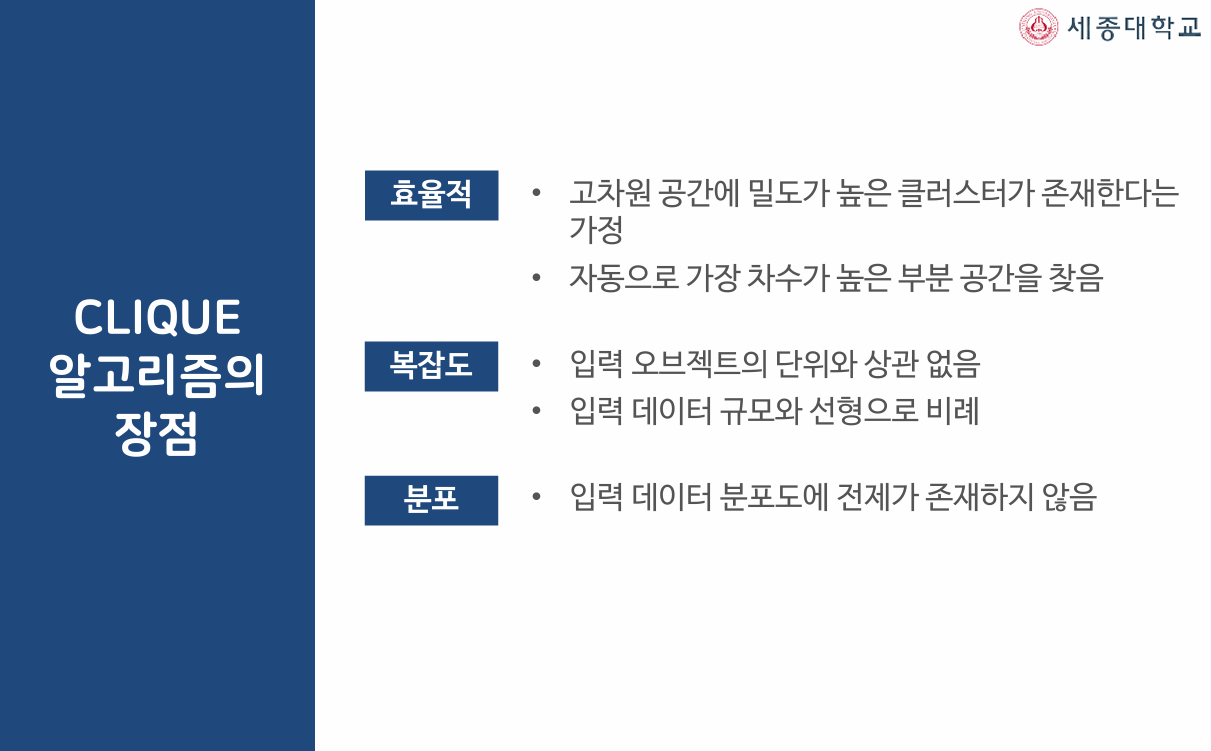 세종대학교
CLIQUE
알고리즘의
장점
효율적
• 고차원 공간에 밀도가 높은 클러스터가 존재한다는
가정
• 자동으로 가장 차수가 높은 부분 공간을 찾음
복잡도
• 입력 오브젝트의 단위와 상관 없음
• 입력 데이터 규모와 선형으로 비례
분포
• 입력 데이터 분포도에 전제가 존재하지 않음